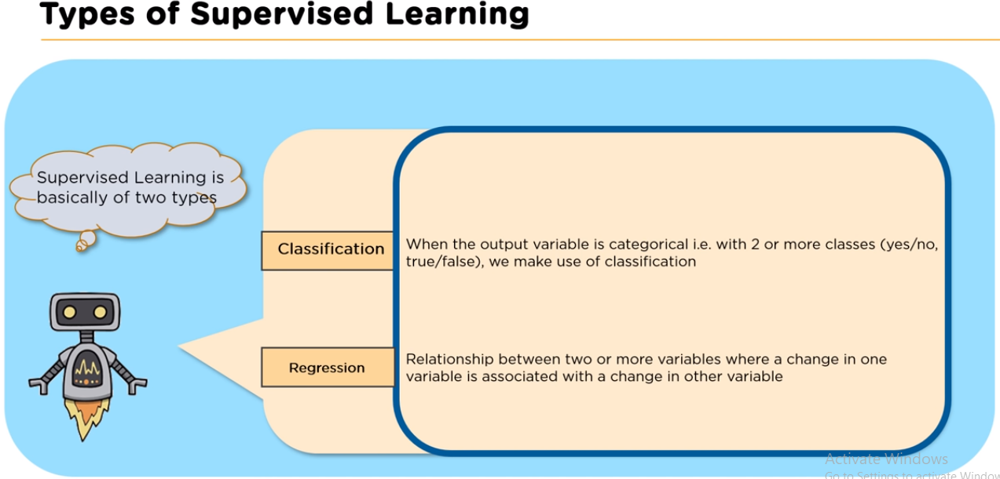 Types of Supervised Learning
Supervised Learning is
basically of two types
Classification
When the output variable is categorical i.e. with 2 or more classes (yes/no,
true/false), we make use of classification
Regression
Relationship between two or more variables where a change in one
variable is associated with a change in other variable
Activate Windows
Go to Settings to activate Window